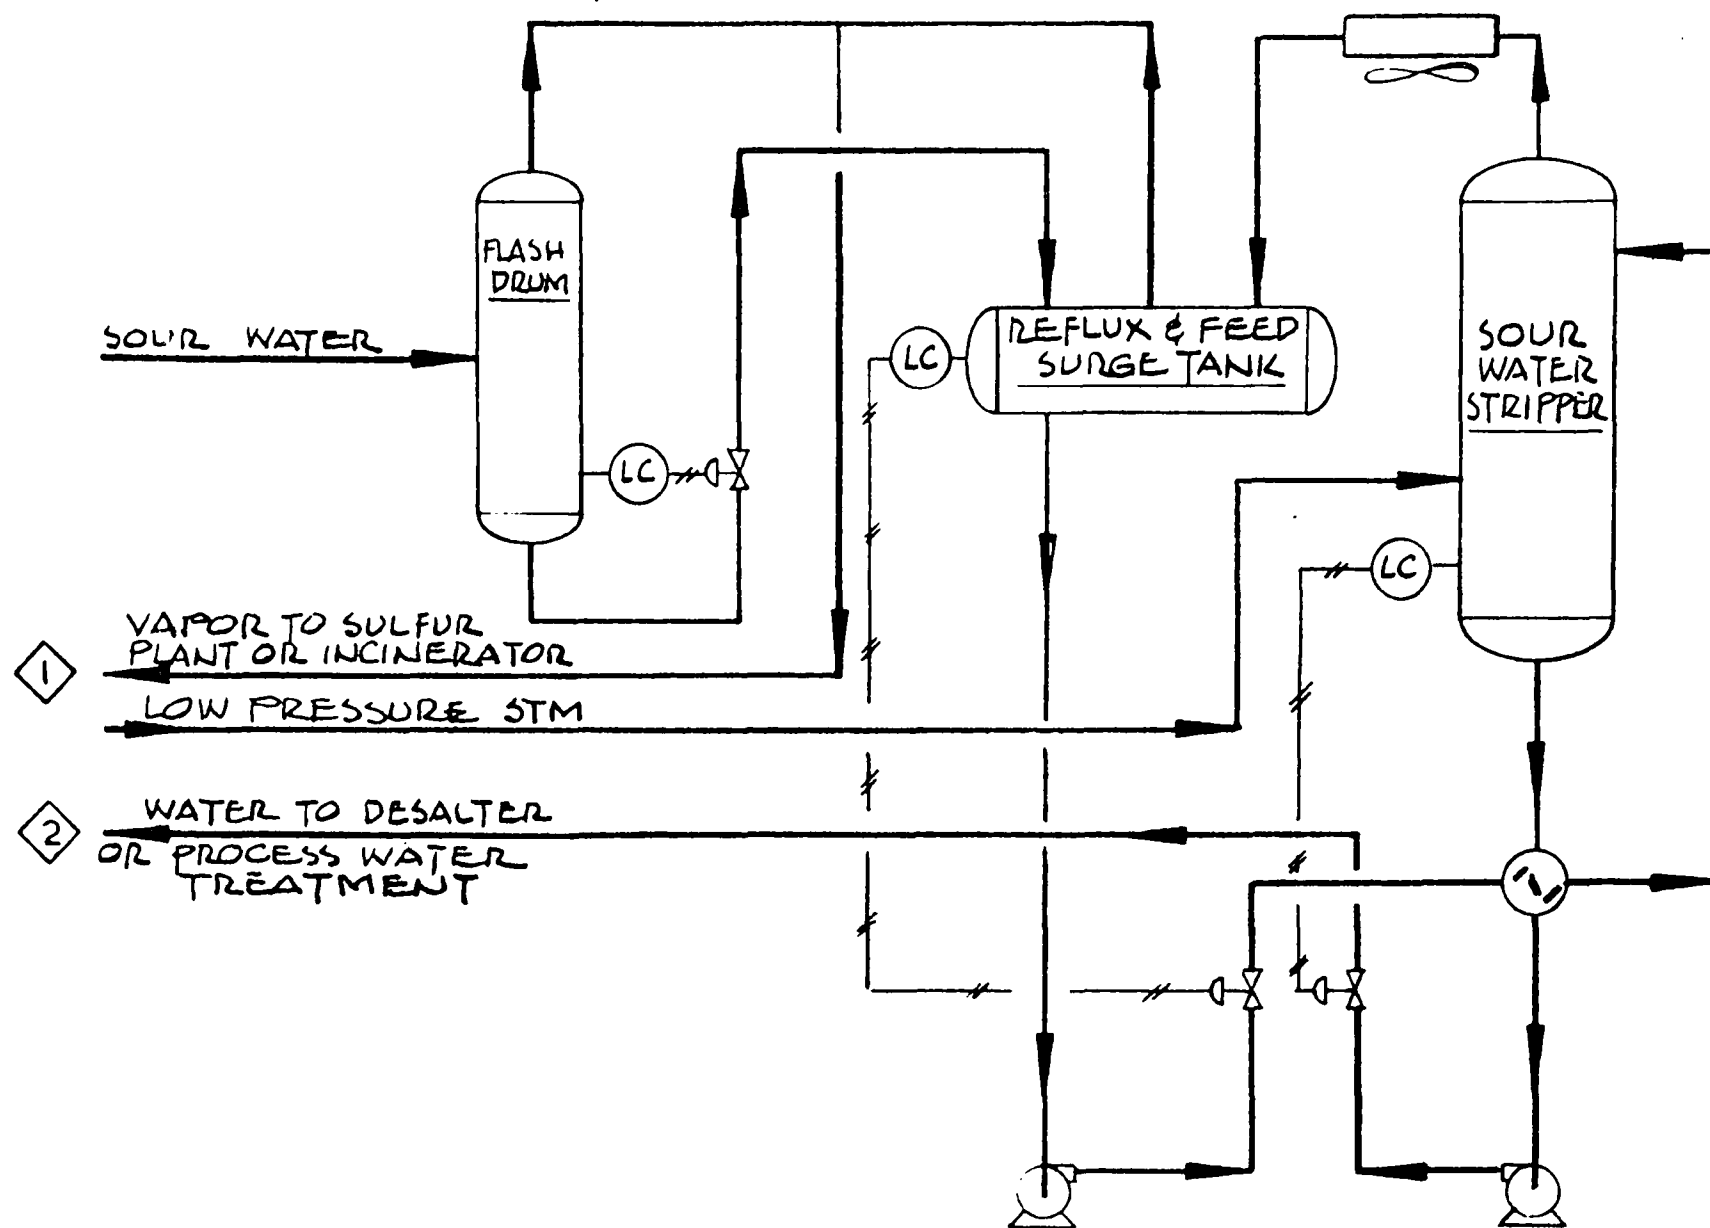 FLASH
DRUM
SOUR WATER
LC
LC
REFLUX & FEED
SURGE TANK
SOUR
WATER
STRIPPER
LC
VAPOR TO SULFUR
PLANT OR INCINERATOR
1
LOW PRESSURE STM
WATER TO DESALTER
2
OR PROCESS WATER
TREATMENT